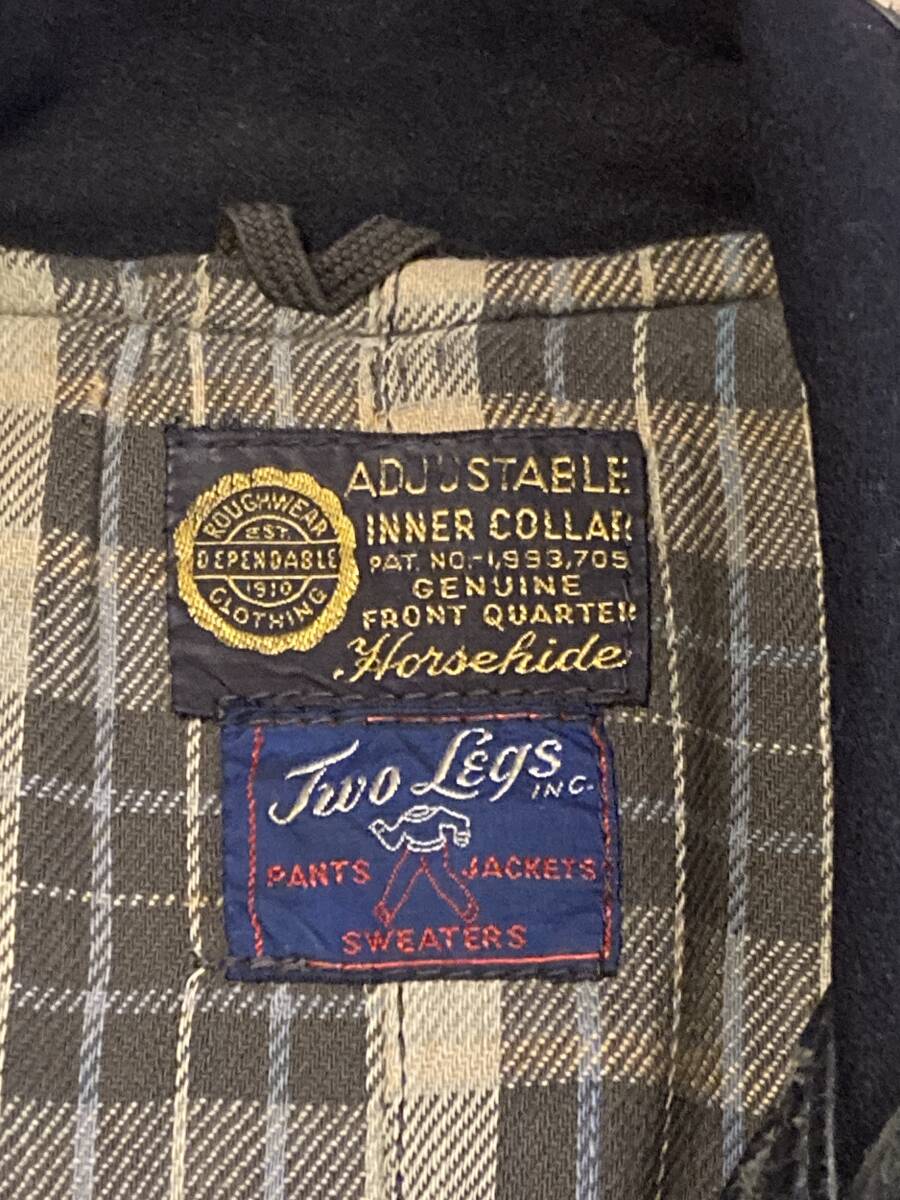 ROUGHWEAR
EST.
DEPENDABLE
1910
CLOTHING
ADJUSTABLE
INNER COLLAR
PAT. NO.-1,993,705
GENUINE
FRONT QUARTER
Horsehide
Two Legs
INC.
PANTS JACKETS
SWEATERS